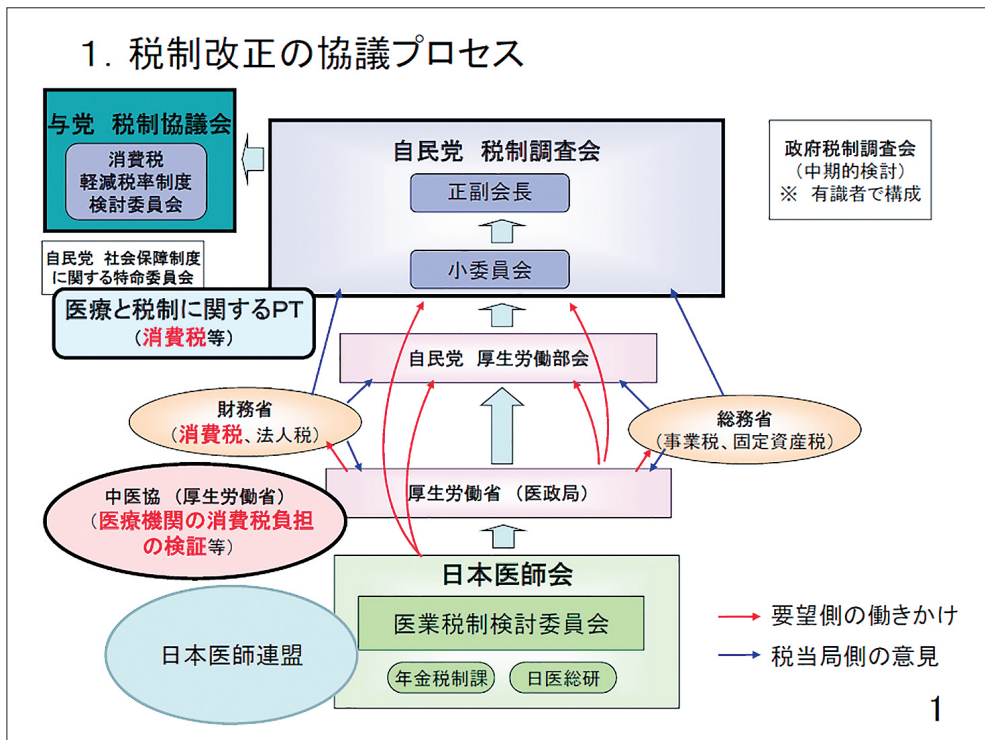 1．税制改正の協議プロセス
与党　税制協議会
消費税
軽減税率制度
検討委員会
自民党　税制調査会
正副会長
小委員会
政府税制調査会
（中期的検討）
※　有識者で構成
自民党　社会保障制度
に関する特命委員会
医療と税制に関するPT
（消費税等）
自民党　厚生労働部会
財務省
（消費税、法人税）
総務省
（事業税、固定資産税）
中医協　（厚生労働省）
（医療機関の消費税負担
の検証等）
厚生労働省　（医政局）
日本医師会
医業税制検討委員会
年金税制課
日医総研
日本医師連盟
要望側の働きかけ
税当局側の意見
1